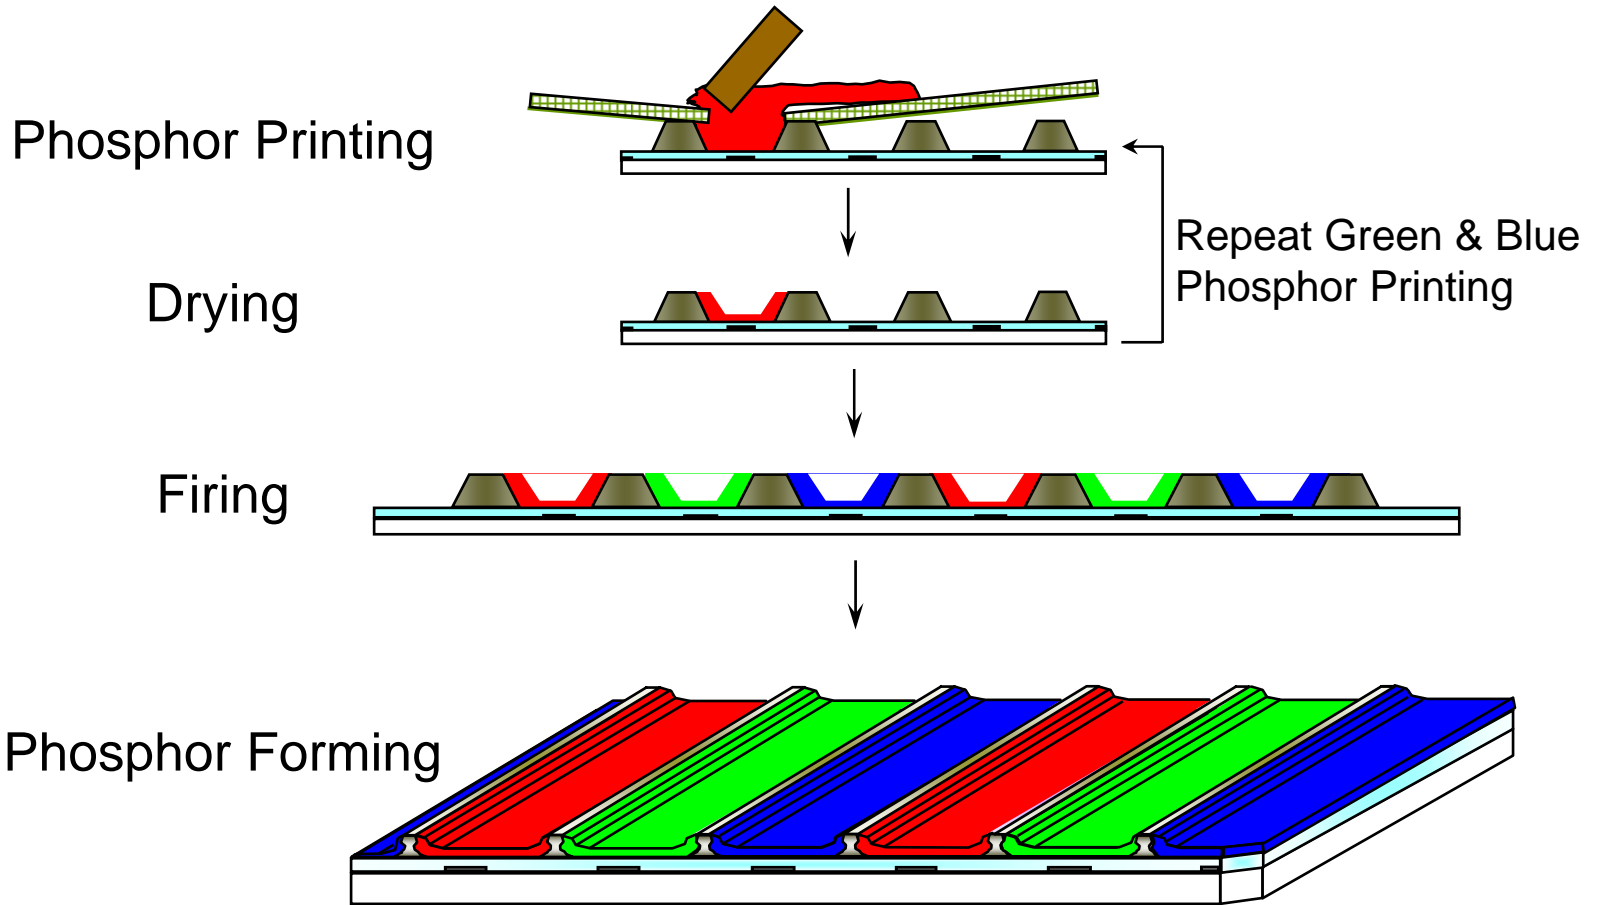 Phosphor Printing
Repeat Green & Blue
Phosphor Printing
Drying
Firing
Phosphor Forming